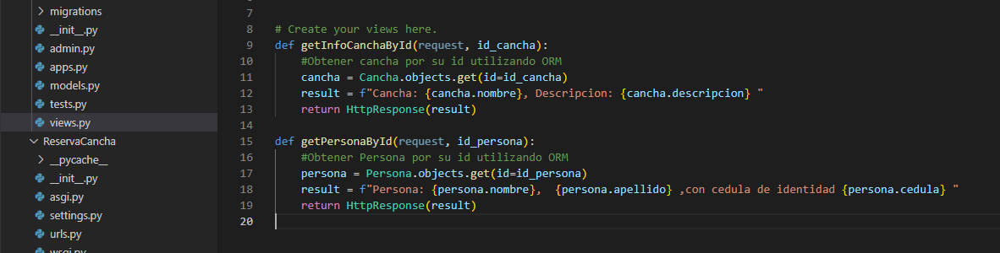 migrations
__init__.py
admin.py
apps.py
models.py
tests.py
views.py
ReservaCancha
__pycache__
__init__.py
asgi.py
settings.py
urls.py
wsgi.py
7
8 # Create your views here.
9 def getInfoCanchaById(request, id_cancha):
10 #Obtener cancha por su id utilizando ORM
11 cancha = Cancha.objects.get(id=id_cancha)
12 result = f"Cancha: {cancha.nombre}, Descripcion: {cancha.descripcion} "
13 return HttpResponse(result)
14
15 def getPersonaById(request, id_persona):
16 #Obtener Persona por su id utilizando ORM
17 persona = Persona.objects.get(id=id_persona)
18 result = f"Persona: {persona.nombre},  {persona.apellido} ,con cedula de identidad {persona.cedula} "
19 return HttpResponse(result)
20